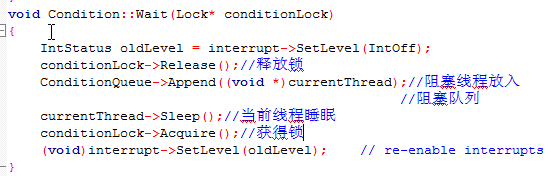 void Condition::Wait(Lock* conditionLock)
{
IntStatus oldLevel = interrupt->SetLevel(IntOff);
conditionLock->Release();//释放锁
ConditionQueue->Append((void *)currentThread);//阻塞线程放入
//阻塞队列
currentThread->Sleep();//当前线程睡眠
conditionLock->Acquire();//获得锁
(void)interrupt->SetLevel(oldLevel);    // re-enable interrupts
}